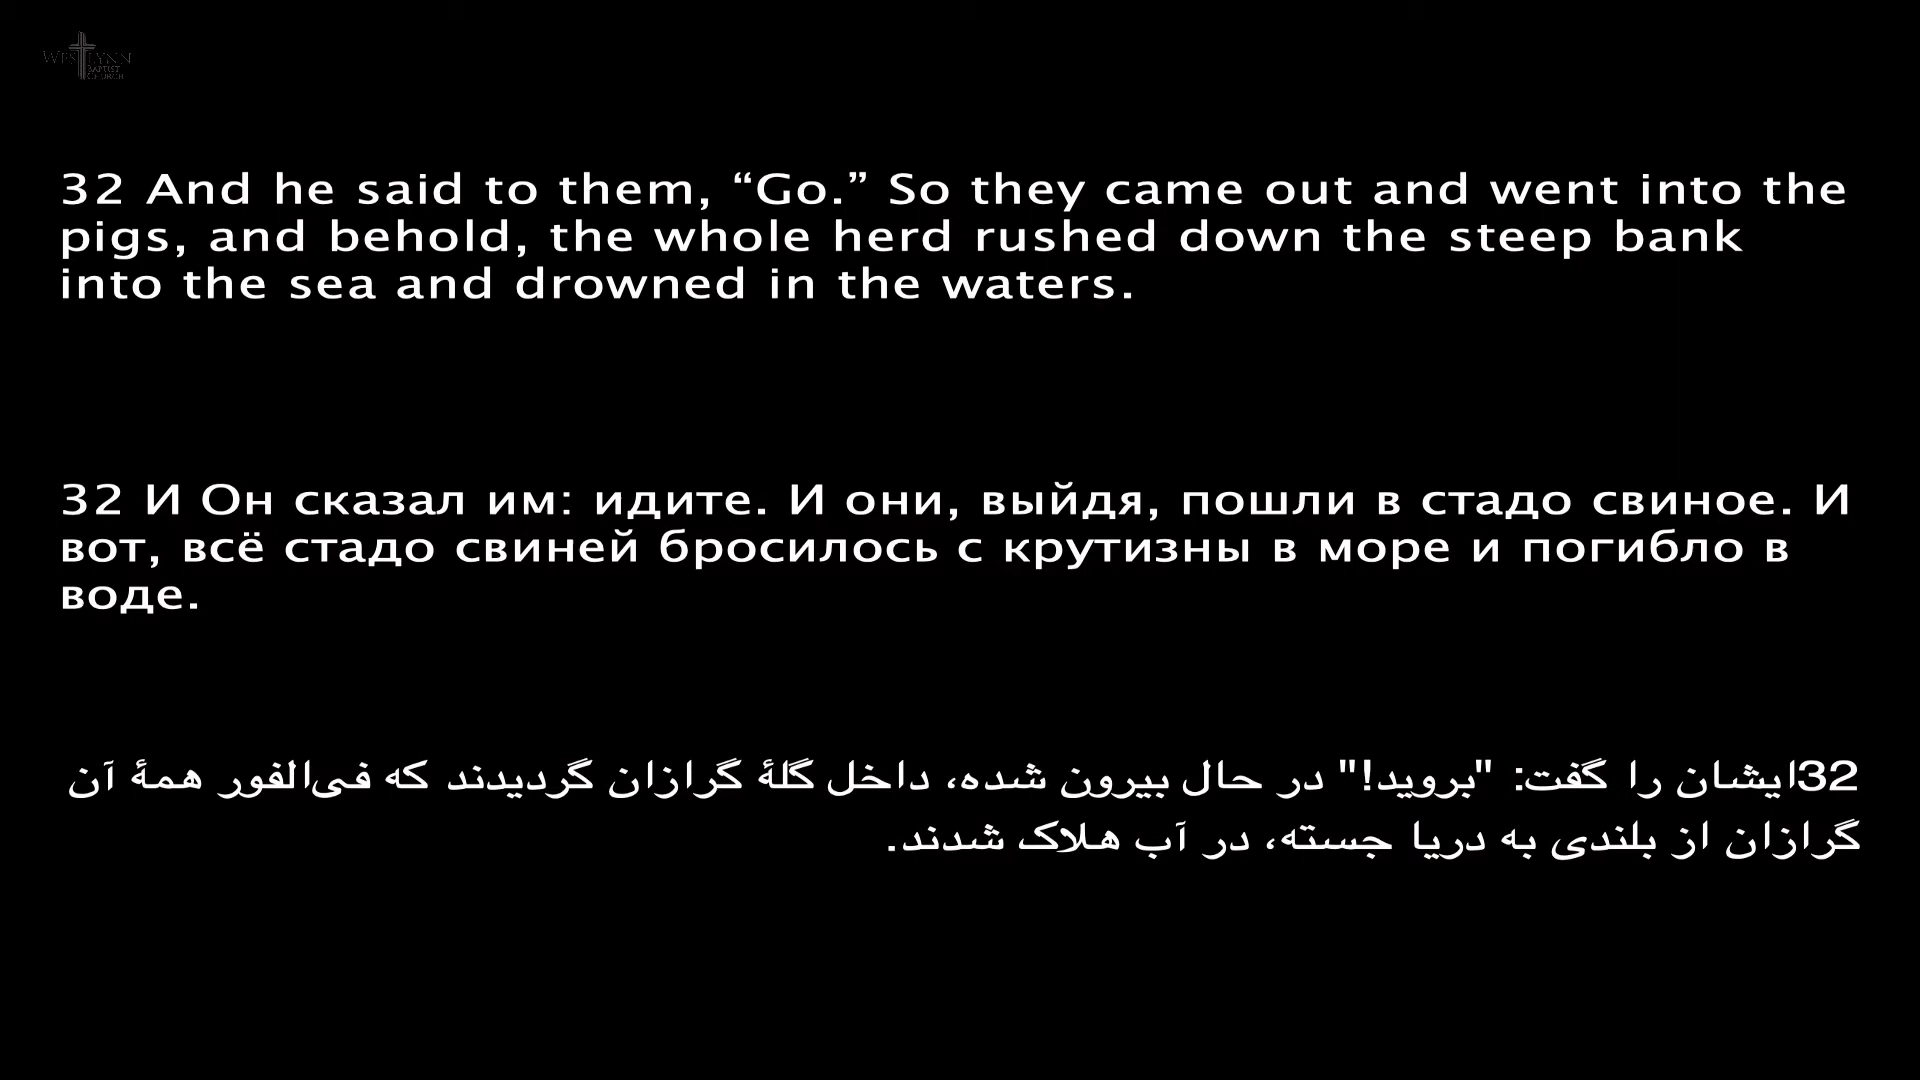 WESTLYNN
BAPTIST
CHURCH
32 And he said to them, “Go.” So they came out and went into the
pigs, and behold, the whole herd rushed down the steep bank
into the sea and drowned in the waters.
32 И Он сказал им: идите. И они, выйдя, пошли в стадо свиное. И
вот, всё стадо свиней бросилось с крутизны в море и погибло в
воде.
32ایشان را گفت: "بروید!" در حال بیرون شده، داخل گلهٔ گرازان گردیدند که فی‌الفور همهٔ آن
گرازان از بلندی به دریا جسته، در آب هلاک شدند.